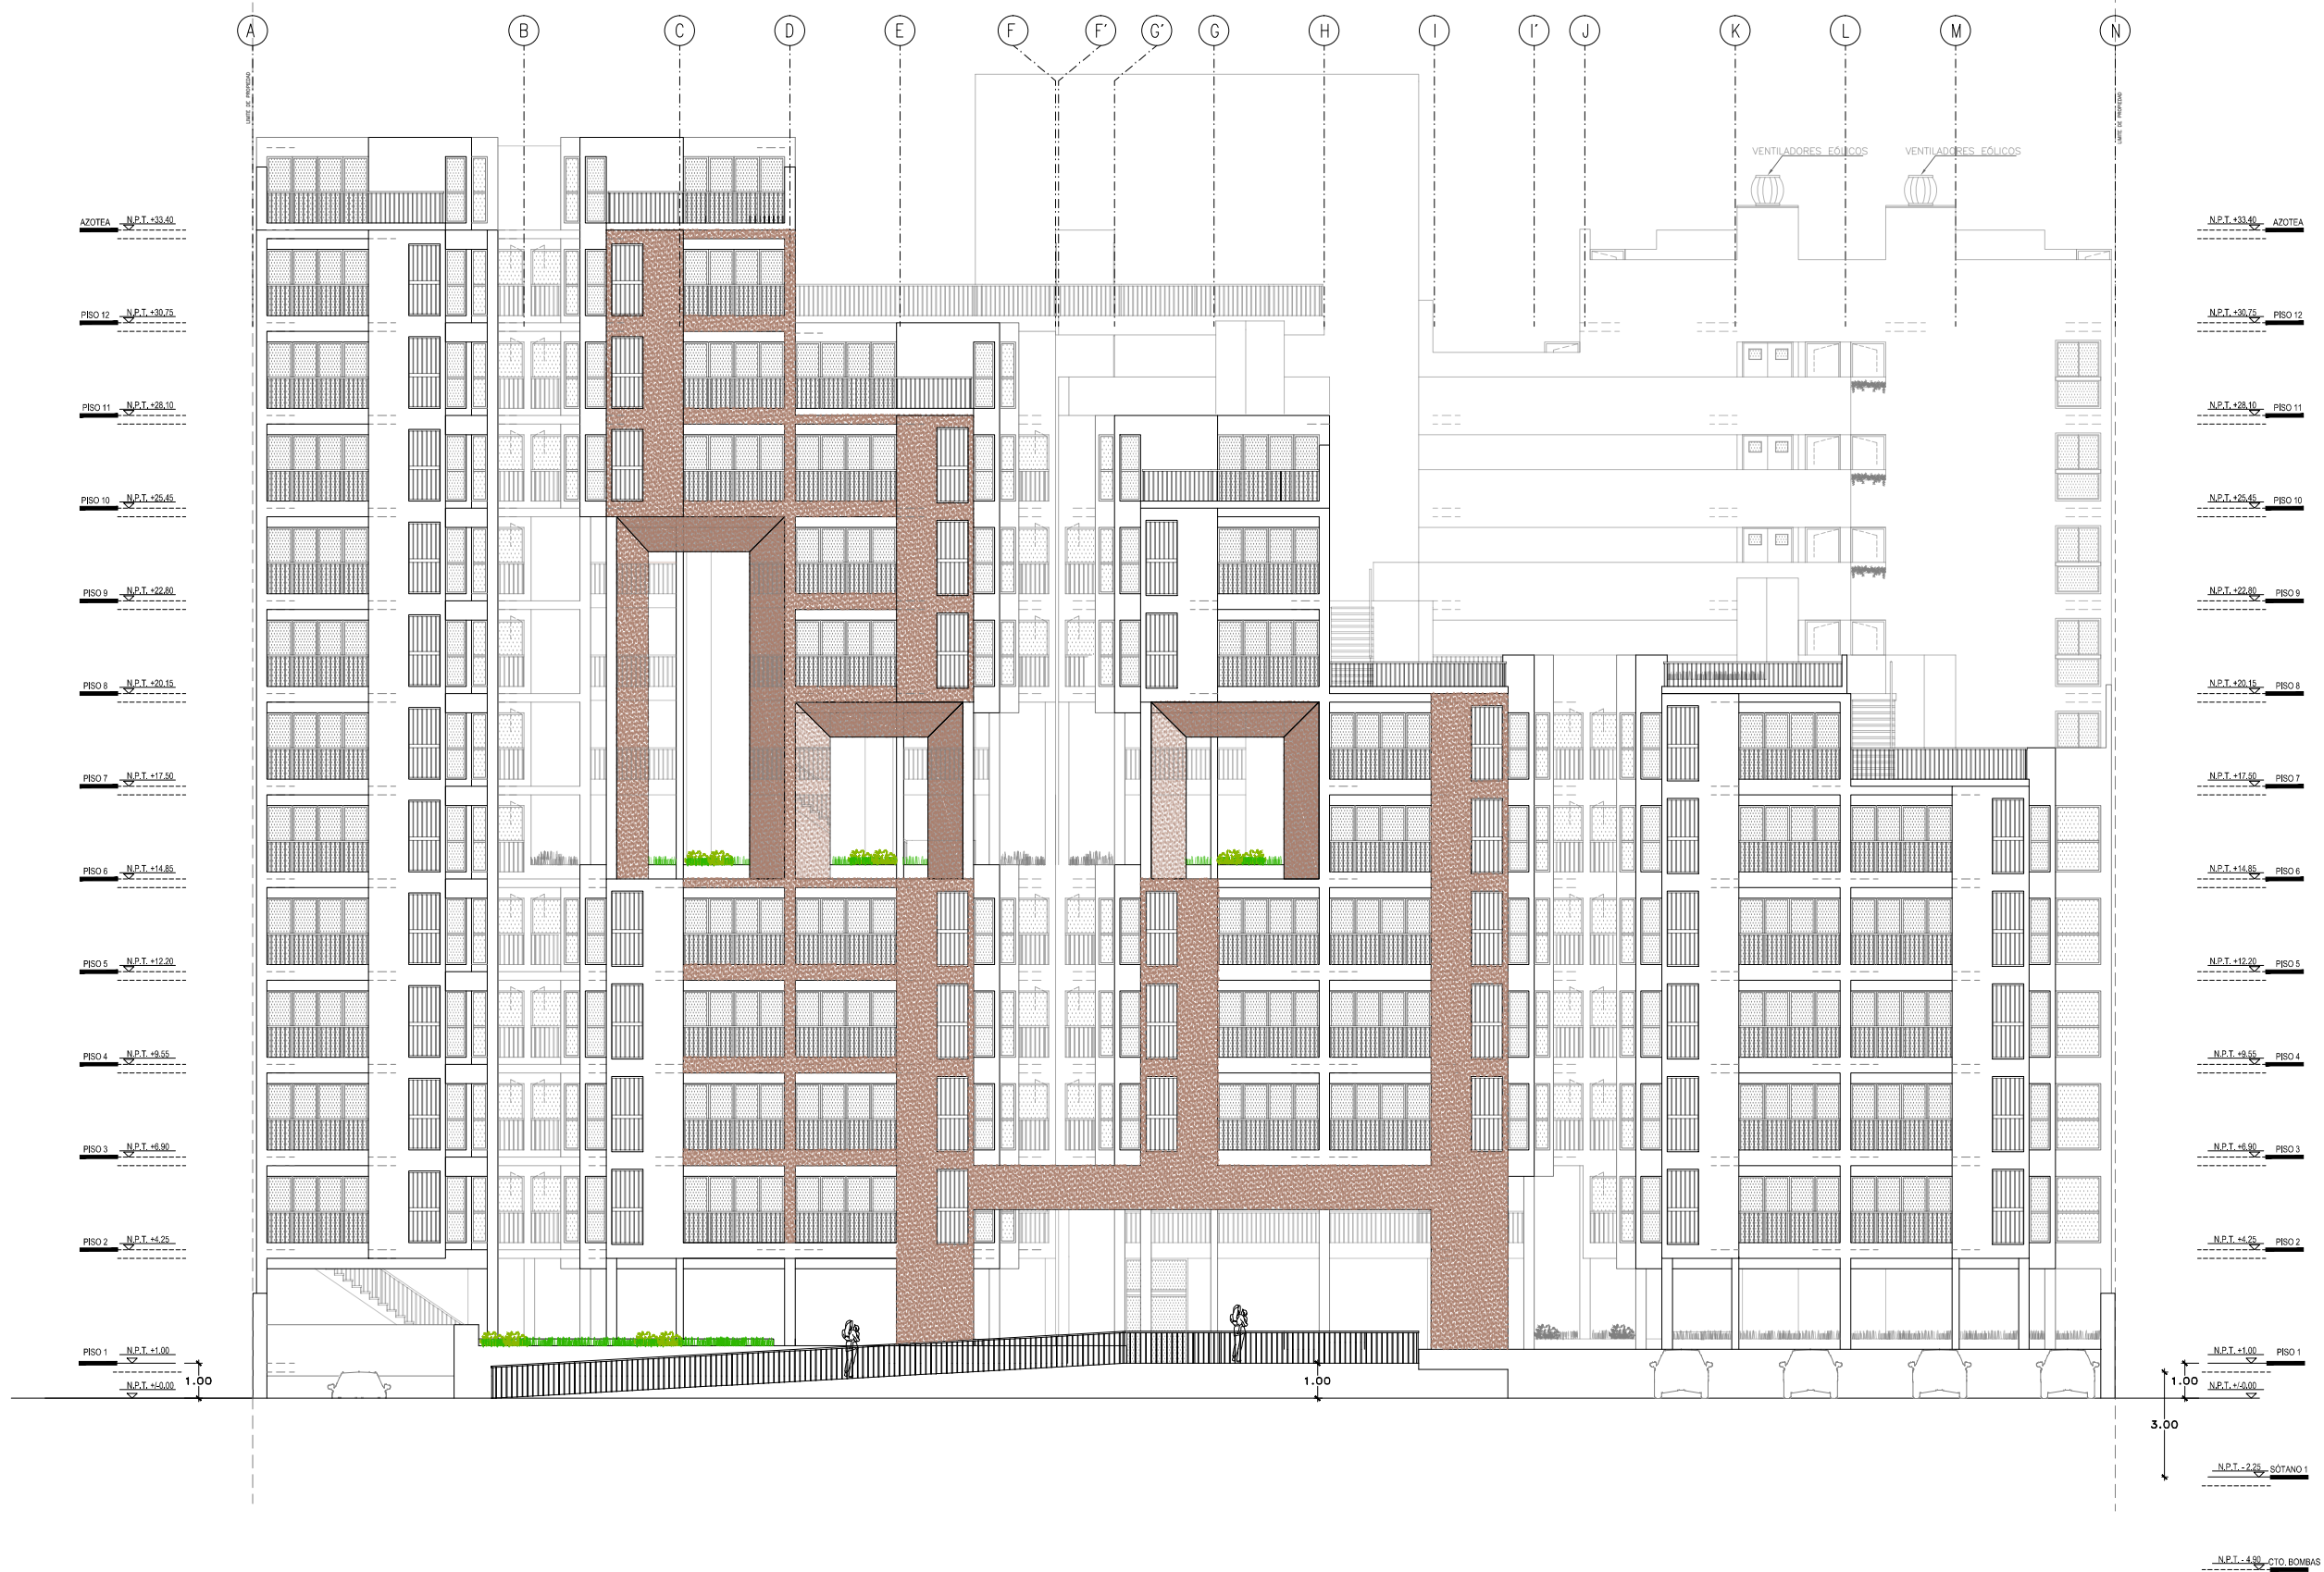 A B C D E F F' G' G H I I' J K L M N
LIMITE DE PROPIEDAD
LIMITE DE PROPIEDAD
VENTILADORES EÓLICOS VENTILADORES EÓLICOS
AZOTEA N.P.T. +33.40
N.P.T. +33.40 AZOTEA
PISO 12 N.P.T. +30.75
N.P.T. +30.75 PISO 12
PISO 11 N.P.T. +28.10
N.P.T. +28.10 PISO 11
PISO 10 N.P.T. +25.45
N.P.T. +25.45 PISO 10
PISO 9 N.P.T. +22.80
N.P.T. +22.80 PISO 9
PISO 8 N.P.T. +20.15
N.P.T. +20.15 PISO 8
PISO 7 N.P.T. +17.50
N.P.T. +17.50 PISO 7
PISO 6 N.P.T. +14.85
N.P.T. +14.85 PISO 6
PISO 5 N.P.T. +12.20
N.P.T. +12.20 PISO 5
PISO 4 N.P.T. +9.55
N.P.T. +9.55 PISO 4
PISO 3 N.P.T. +6.90
N.P.T. +6.90 PISO 3
PISO 2 N.P.T. +4.25
N.P.T. +4.25 PISO 2
PISO 1 N.P.T. +1.00
N.P.T. +1.00 PISO 1
1.00
1.00
1.00
N.P.T. +/-0.00
N.P.T. +/-0.00
3.00
N.P.T. - 2.25 SÓTANO 1
N.P.T. - 4.90 CTO. BOMBAS